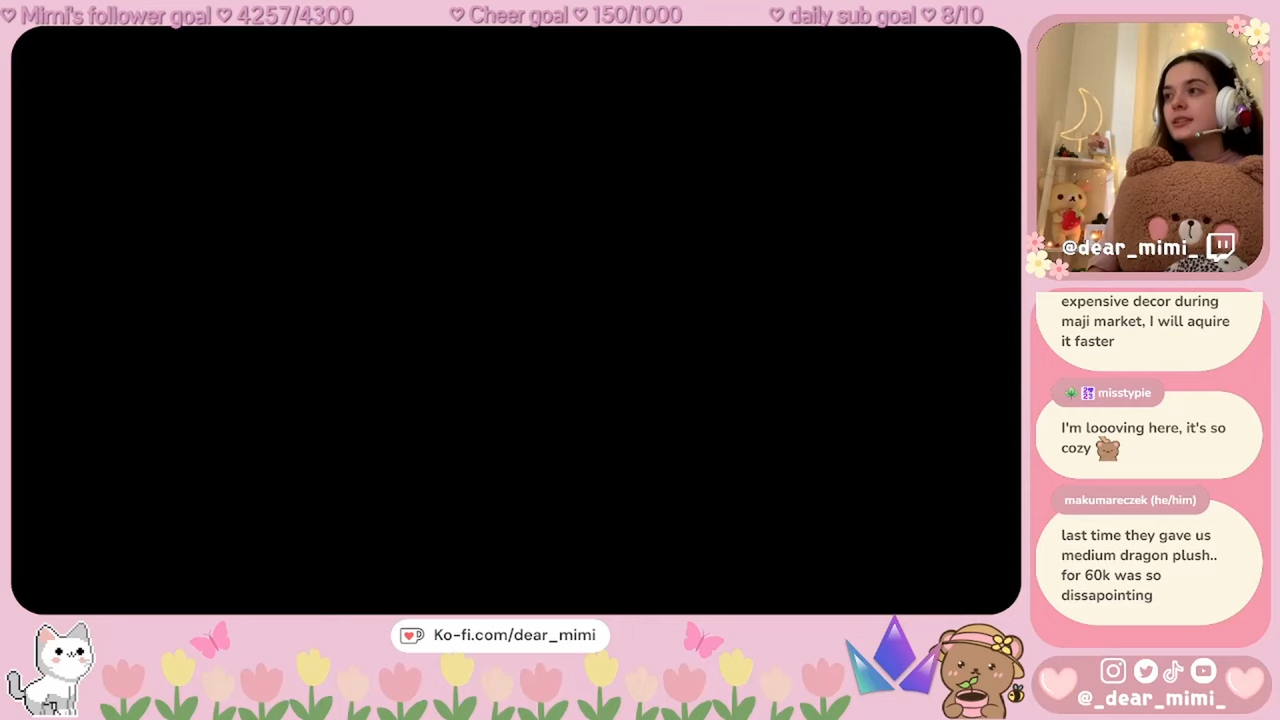 ♡ Mimi's follower goal ♡ 4257/4300
♡ Cheer goal ♡ 150/1000
♡ daily sub goal ♡ 8/10
@dear_mimi_
expensive decor during
maji market, I will aquire
it faster
misstypie
I'm loooving here, it's so
cozy
makumareczek (he/him)
last time they gave us
medium dragon plush..
for 60k was so
dissapointing
Ko-fi.com/dear_mimi
@_dear_mimi_